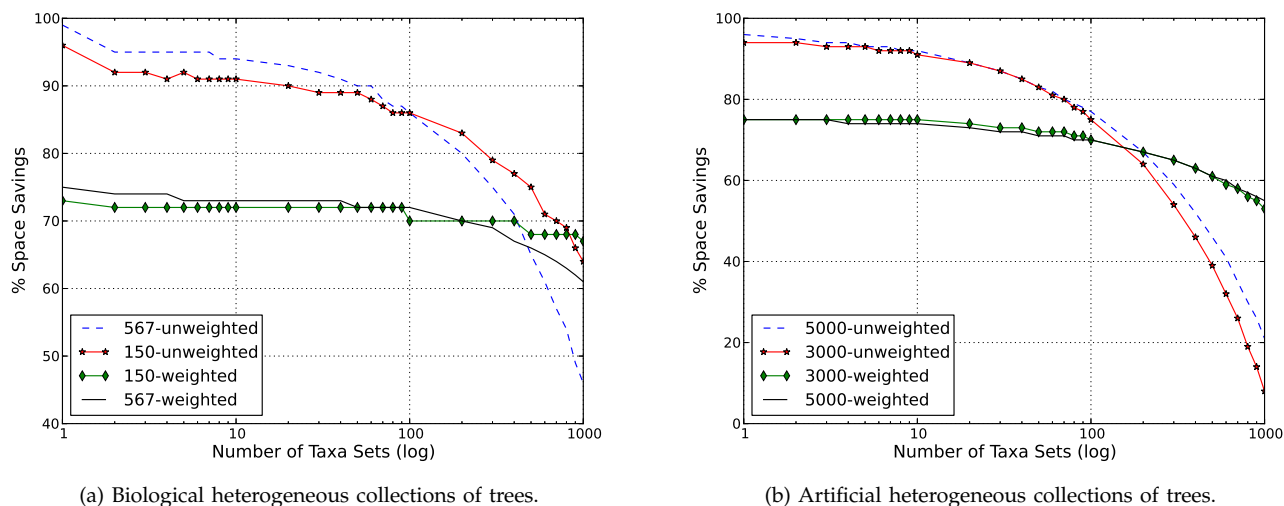 100
90
80
70
60
50
40
% Space Savings
1
10
100
1000
Number of Taxa Sets (log)
567-unweighted
150-unweighted
150-weighted
567-weighted
(a) Biological heterogeneous collections of trees.
100
80
60
40
20
0
% Space Savings
1
10
100
1000
Number of Taxa Sets (log)
5000-unweighted
3000-unweighted
3000-weighted
5000-weighted
(b) Artificial heterogeneous collections of trees.